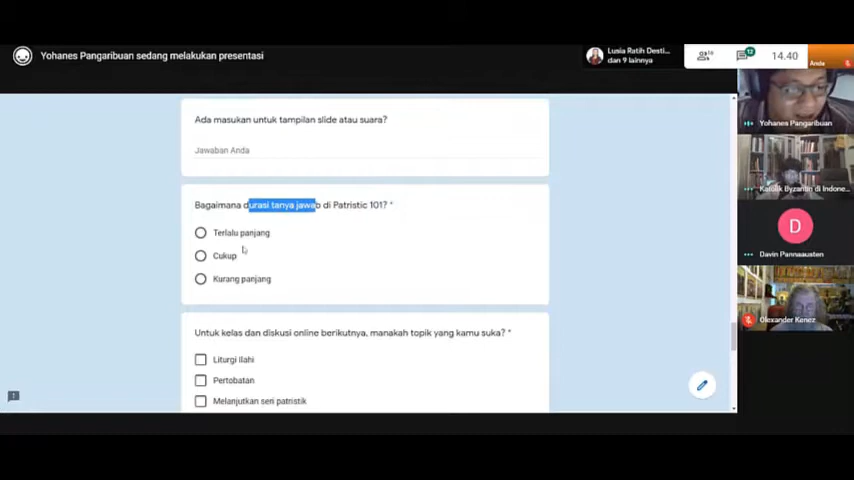 Yohanes Pangaribuan sedang melakukan presentasi
Lusia Ratih Desti...
dan 9 lainnya
16
12
14.40
Anda
Ada masukan untuk tampilan slide atau suara?
Jawaban Anda
Bagaimana durasi tanya jawab di Patristic 101? *
Terlalu panjang
Cukup
Kurang panjang
Untuk kelas dan diskusi online berikutnya, manakah topik yang kamu suka? *
Liturgi Ilahi
Pertobatan
Melanjutkan seri patristik
Yohanes Pangaribuan
Katolik Byzantin di Indone...
D
Davin Pannaausten
Olexander Kenez